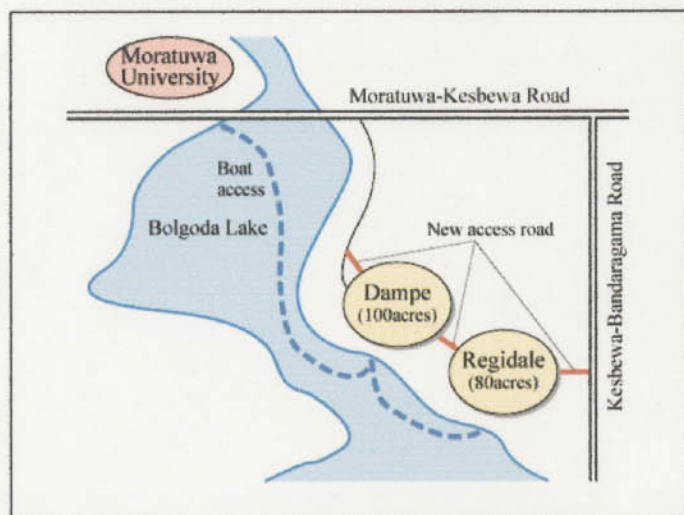 Moratuwa
University
Moratuwa-Kesbewa Road
Boat
access
Bolgoda Lake
New access road
Dampe
(100acres)
Regidale
(80acres)
Kesbewa-Bandaragama Road